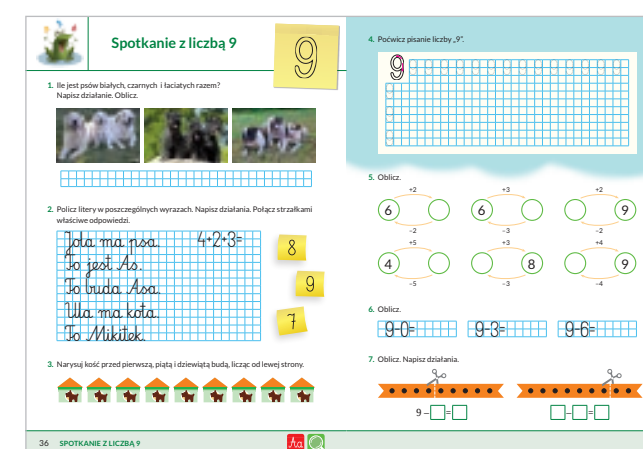 Spotkanie z liczbą 9
9
1. Ile jest psów białych, czarnych i łaciatych razem?
Napisz działanie. Oblicz.
2. Policz litery w poszczególnych wyrazach. Napisz działania. Połącz strzałkami
właściwe odpowiedzi.
Jola ma psa. 4+2+3=
To jest As.
To buda Asa.
Ula ma kota.
To Mikitek.
8
9
7
3. Narysuj kość przed pierwszą, piątą i dziewiątą budą, licząc od lewej strony.
36 SPOTKANIE Z LICZBĄ 9
Aa
4. Poćwicz pisanie liczby „9”.
9
5. Oblicz.
+2 +3 +2
6 6 9
−2 −3 −2
+5 +3 +4
4 8 9
−5 −3 −4
6. Oblicz.
9-0= 9-3= 9-6=
7. Oblicz. Napisz działania.
9 − = − =